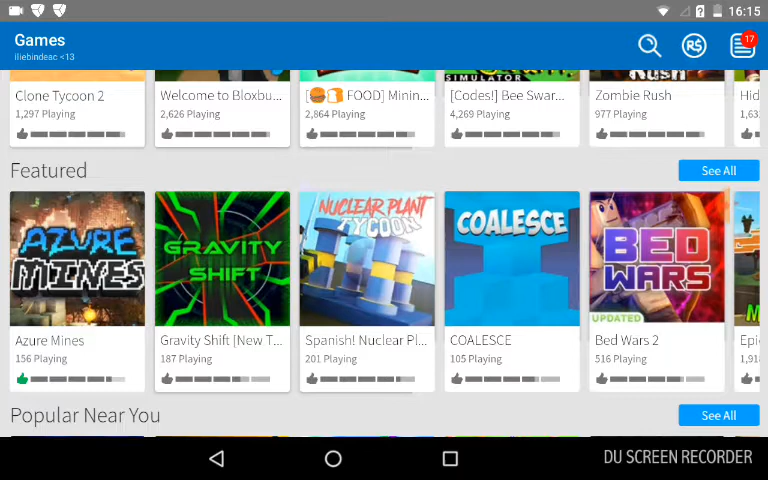 16:15
Games
iliebindeac <13
R$
17
SIMULATOR
Rush
Clone Tycoon 2
Welcome to Bloxbu...
[🍔🍞 FOOD] Minin...
[Codes!] Bee Swar...
Zombie Rush
Hid
1,297 Playing
2,626 Playing
2,864 Playing
4,269 Playing
977 Playing
1,63
Featured
See All
AZURE MINES
GRAVITY SHIFT
NUCLEAR PLANT TYCOON
COALESCE
BED WARS
UPDATED
M
Azure Mines
Gravity Shift [New T...
Spanish! Nuclear Pl...
COALESCE
Bed Wars 2
Epi
156 Playing
187 Playing
201 Playing
105 Playing
516 Playing
1,91
Popular Near You
See All
DU SCREEN RECORDER